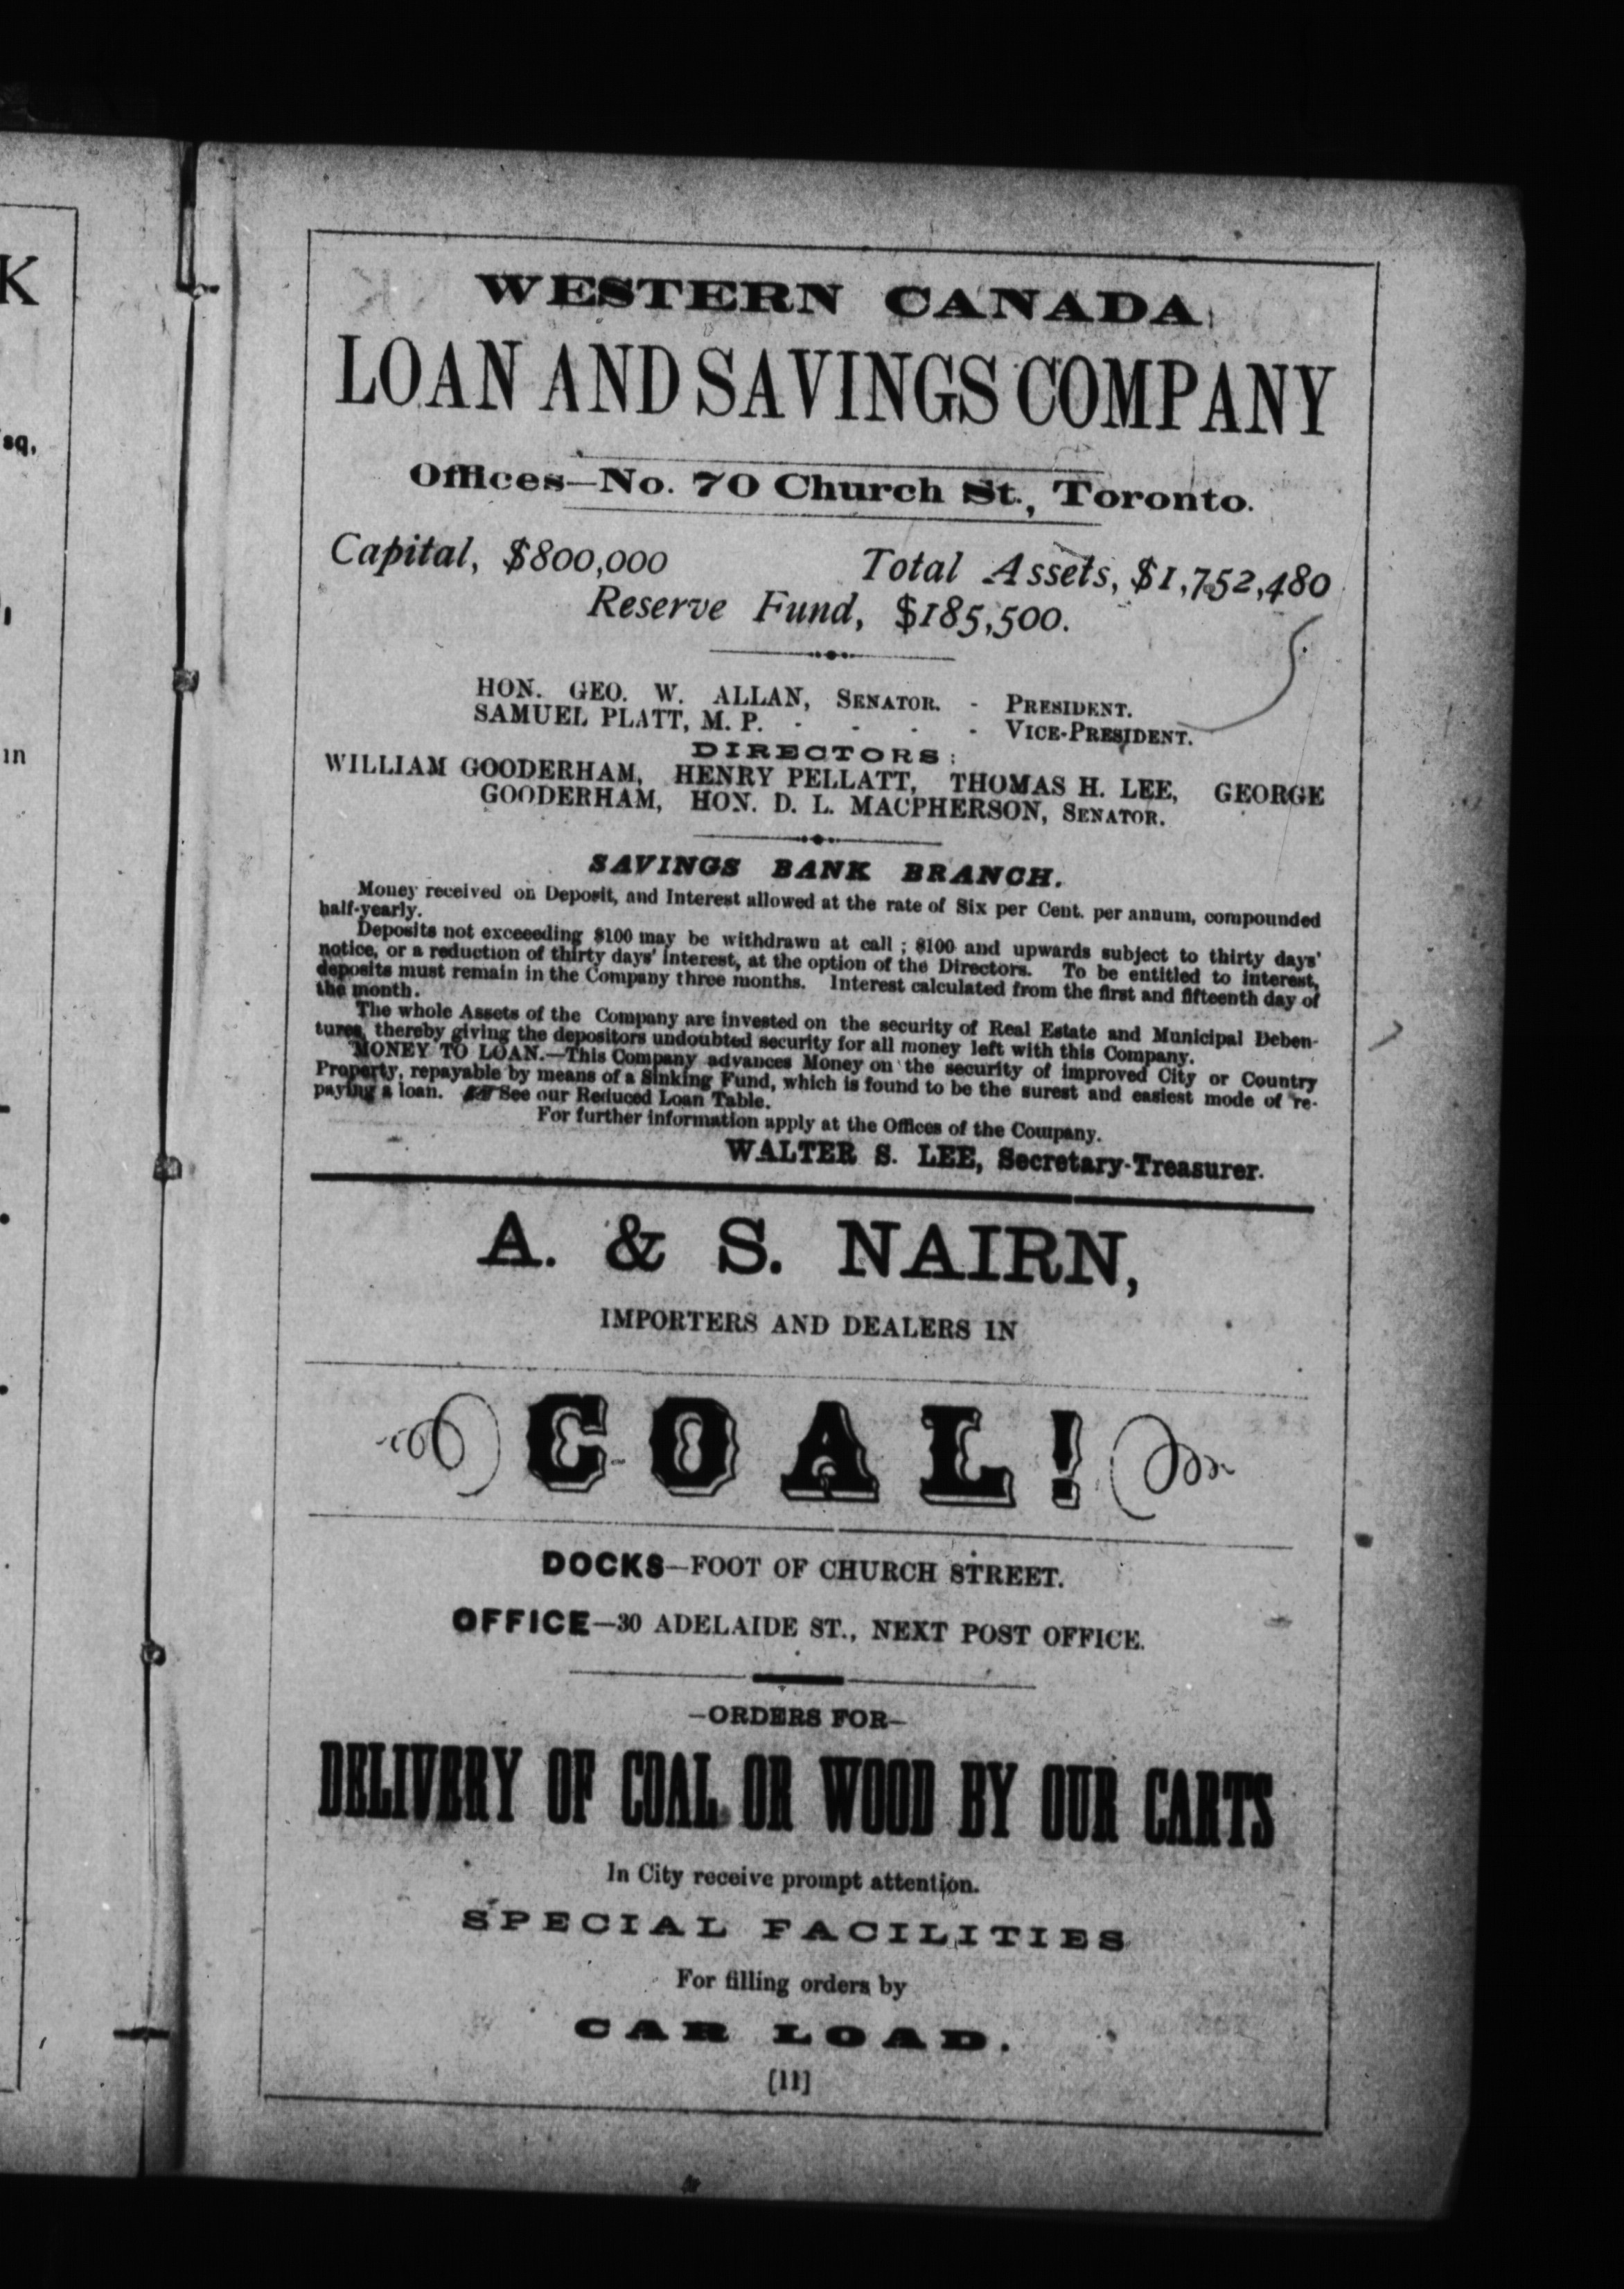 WESTERN CANADA
LOAN AND SAVINGS COMPANY
Offices—No. 70 Church St., Toronto.
Capital, $800,000 Total Assets, $1,752,480
Reserve Fund, $185,500.
HON. GEO. W. ALLAN, SENATOR. - PRESIDENT.
SAMUEL PLATT, M. P. - - - - VICE-PRESIDENT.
DIRECTORS:
WILLIAM GOODERHAM, HENRY PELLATT, THOMAS H. LEE, GEORGE
GOODERHAM, HON. D. L. MACPHERSON, SENATOR.
SAVINGS BANK BRANCH.
Money received on Deposit, and Interest allowed at the rate of Six per Cent. per annum, compounded
half-yearly.
Deposits not exceeeding $100 may be withdrawn at call ; $100 and upwards subject to thirty days'
notice, or a reduction of thirty days' interest, at the option of the Directors. To be entitled to interest,
deposits must remain in the Company three months. Interest calculated from the first and fifteenth day of
the month.
The whole Assets of the Company are invested on the security of Real Estate and Municipal Deben-
tures, thereby giving the depositors undoubted security for all money left with this Company.
MONEY TO LOAN.—This Company advances Money on the security of improved City or Country
Property, repayable by means of a Sinking Fund, which is found to be the surest and easiest mode of re-
paying a loan. ☞ See our Reduced Loan Table.
For further information apply at the Offices of the Company.
WALTER S. LEE, Secretary-Treasurer.
A. & S. NAIRN,
IMPORTERS AND DEALERS IN
COAL!
DOCKS—FOOT OF CHURCH STREET.
OFFICE—30 ADELAIDE ST., NEXT POST OFFICE.
—ORDERS FOR—
DELIVERY OF COAL OR WOOD BY OUR CARTS
In City receive prompt attention.
SPECIAL FACILITIES
For filling orders by
CAR LOAD.
[11]
K
sq,
in